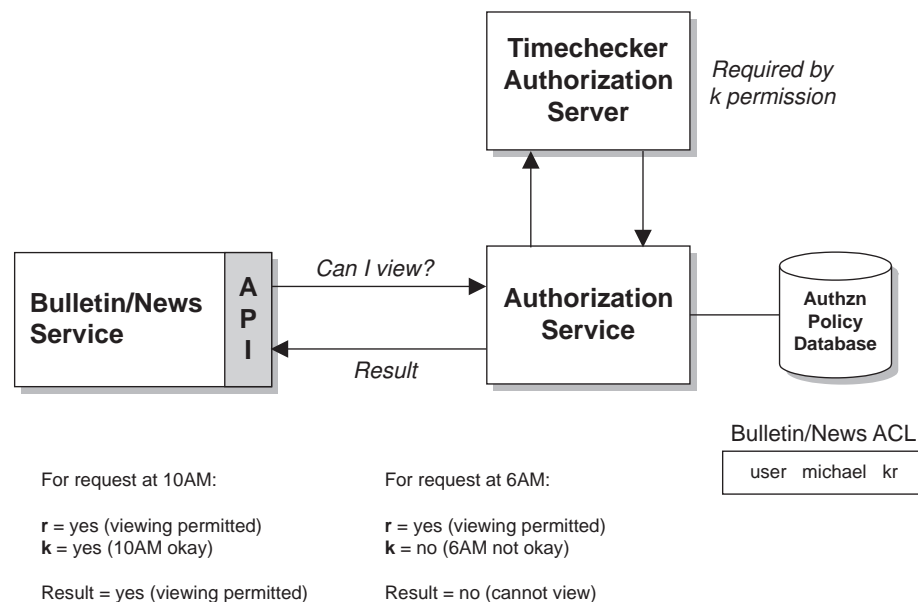 Timechecker
Authorization
Server
Required by
k permission
Can I view?
Bulletin/News
Service
A
P
I
Authorization
Service
Authzn
Policy
Database
Result
Bulletin/News ACL
user michael kr
For request at 10AM:
r = yes (viewing permitted)
k = yes (10AM okay)
Result = yes (viewing permitted)
For request at 6AM:
r = yes (viewing permitted)
k = no (6AM not okay)
Result = no (cannot view)